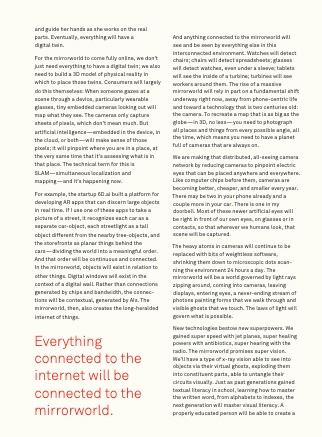 and guide her hands as she works on the real
parts. Eventually, everything will have a
digital twin.
For the mirrorworld to come fully online, we don't
just need everything to have a digital twin; we also
need to build a 3D model of physical reality in
which to place those twins. Consumers will largely
do this themselves: When someone gazes at a
scene through a device, particularly wearable
glasses, tiny embedded cameras looking out will
map what they see. The cameras only capture
sheets of pixels, which don't mean much. But
artificial intelligence—embedded in the device, in
the cloud, or both—will make sense of those
pixels; it will pinpoint where you are in a place, at
the very same time that it's assessing what is in
that place. The technical term for this is
SLAM—simultaneous localization and
mapping—and it's happening now.
For example, the startup 6D.ai built a platform for
developing AR apps that can discern large objects
in real time. If I use one of these apps to take a
picture of a street, it recognizes each car as a
separate car-object, each streetlight as a tall
object different from the nearby tree-objects, and
the storefronts as planar things behind the
cars—dividing the world into a meaningful order.
And that order will be continuous and connected.
In the mirrorworld, objects will exist in relation to
other things. Digital windows will exist in the
context of a digital wall. Rather than connections
generated by chips and bandwidth, the connec-
tions will be contextual, generated by AIs. The
mirrorworld, then, also creates the long-heralded
internet of things.
Everything
connected to the
internet will be
connected to the
mirrorworld.
And anything connected to the mirrorworld will
see and be seen by everything else in this
interconnected environment. Watches will detect
chairs; chairs will detect spreadsheets; glasses
will detect watches, even under a sleeve; tablets
will see the inside of a turbine; turbines will see
workers around them. The rise of a massive
mirrorworld will rely in part on a fundamental shift
underway right now, away from phone-centric life
and toward a technology that is two centuries old:
the camera. To recreate a map that is as big as the
globe—in 3D, no less—you need to photograph
all places and things from every possible angle, all
the time, which means you need to have a planet
full of cameras that are always on.
We are making that distributed, all-seeing camera
network by reducing cameras to pinpoint electric
eyes that can be placed anywhere and everywhere.
Like computer chips before them, cameras are
becoming better, cheaper, and smaller every year.
There may be two in your phone already and a
couple more in your car. There is one in my
doorbell. Most of these newer artificial eyes will
be right in front of our own eyes, on glasses or in
contacts, so that wherever we humans look, that
scene will be captured.
The heavy atoms in cameras will continue to be
replaced with bits of weightless software,
shrinking them down to microscopic dots scan-
ning the environment 24 hours a day. The
mirrorworld will be a world governed by light rays
zipping around, coming into cameras, leaving
displays, entering eyes, a never-ending stream of
photons painting forms that we walk through and
visible ghosts that we touch. The laws of light will
govern what is possible.
New technologies bestow new superpowers. We
gained super speed with jet planes, super healing
powers with antibiotics, super hearing with the
radio. The mirrorworld promises super vision.
We'll have a type of x-ray vision able to see into
objects via their virtual ghosts, exploding them
into constituent parts, able to untangle their
circuits visually. Just as past generations gained
textual literacy in school, learning how to master
the written word, from alphabets to indexes, the
next generation will master visual literacy. A
properly educated person will be able to create a